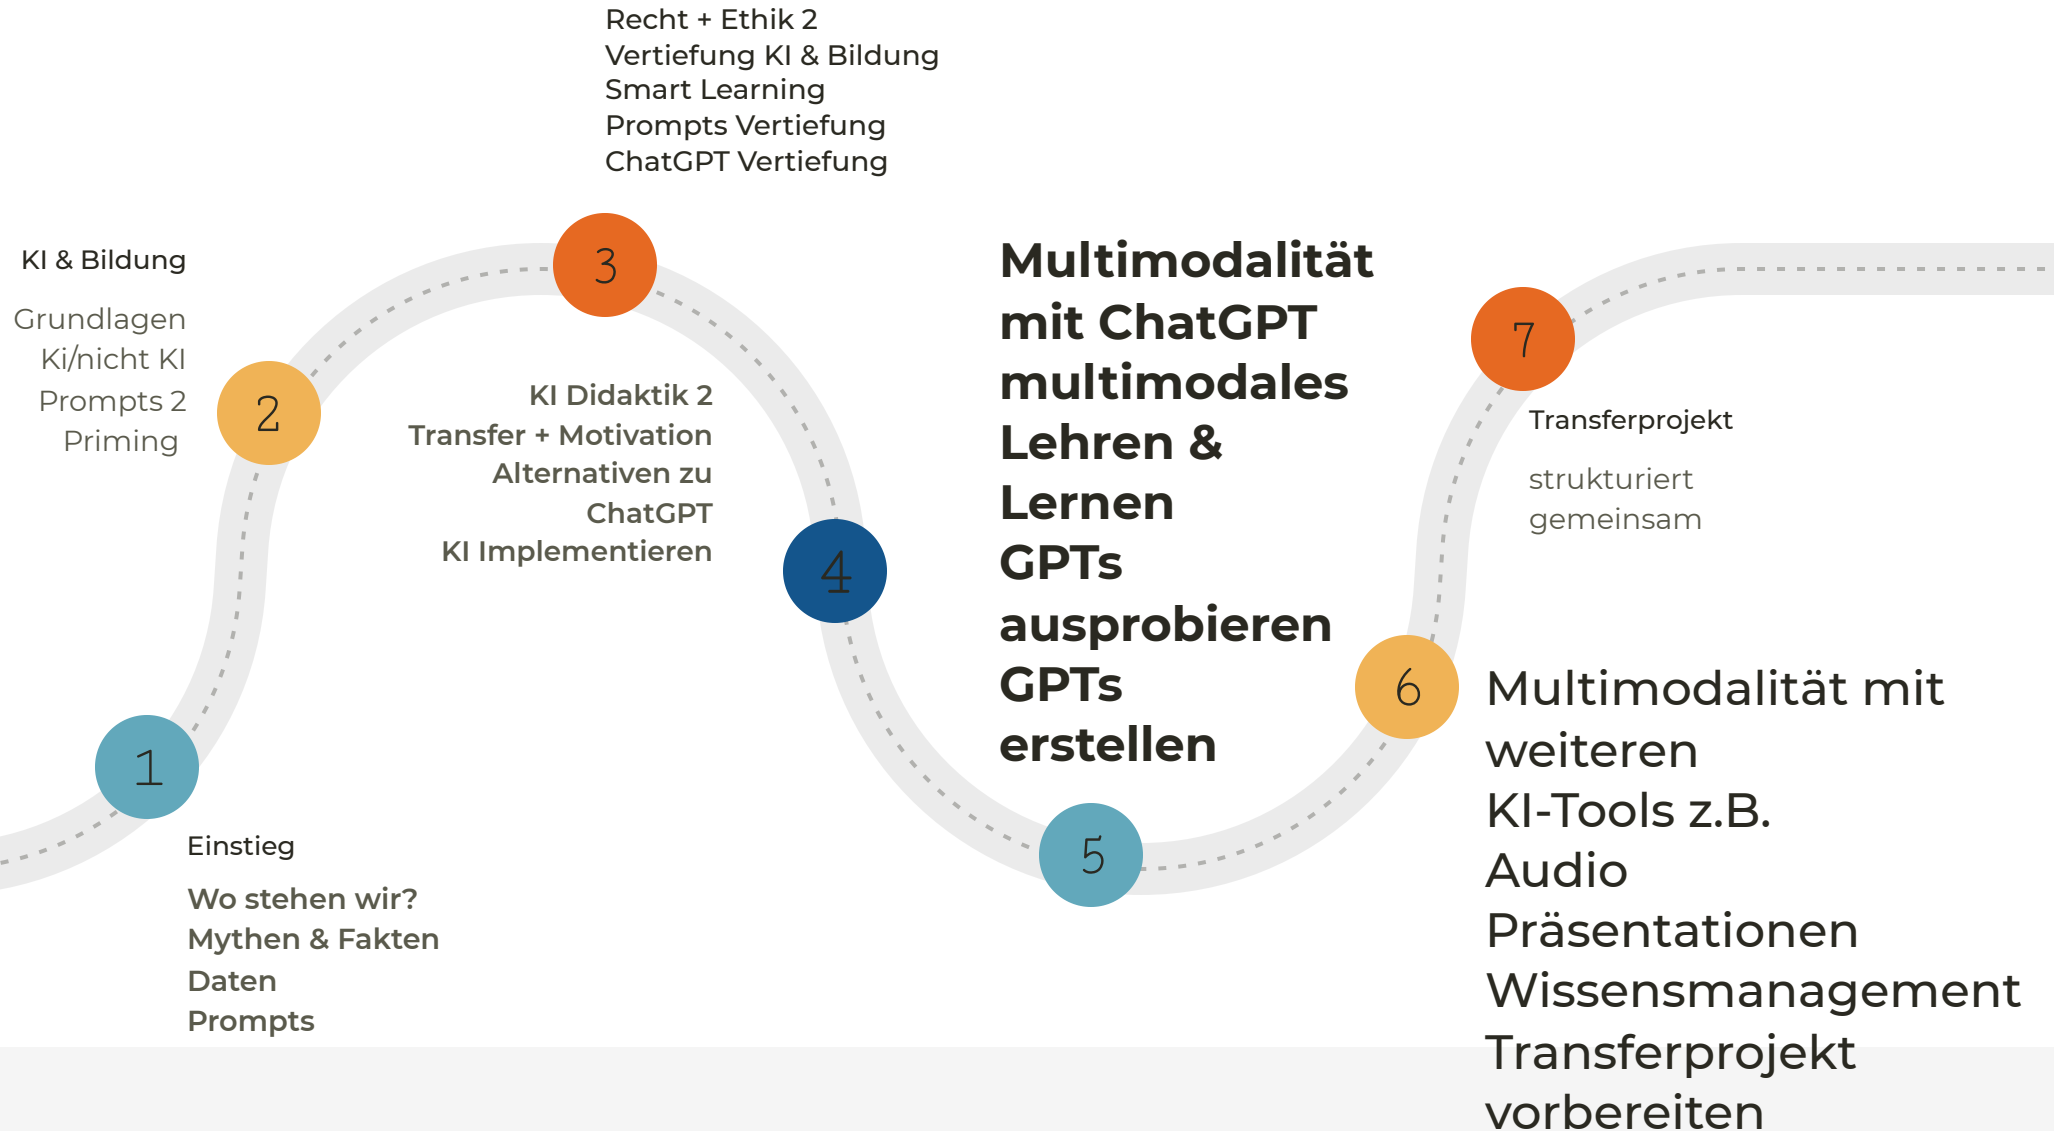 1
Einstieg
Wo stehen wir?
Mythen & Fakten
Daten
Prompts
2
KI & Bildung
Grundlagen
Ki/nicht KI
Prompts 2
Priming
3
Recht + Ethik 2
Vertiefung KI & Bildung
Smart Learning
Prompts Vertiefung
ChatGPT Vertiefung
4
KI Didaktik 2
Transfer + Motivation
Alternativen zu
ChatGPT
KI Implementieren
5
Multimodalität
mit ChatGPT
multimodales
Lehren &
Lernen
GPTs
ausprobieren
GPTs
erstellen
6
Multimodalität mit
weiteren
KI-Tools z.B.
Audio
Präsentationen
Wissensmanagement
Transferprojekt
vorbereiten
7
Transferprojekt
strukturiert
gemeinsam